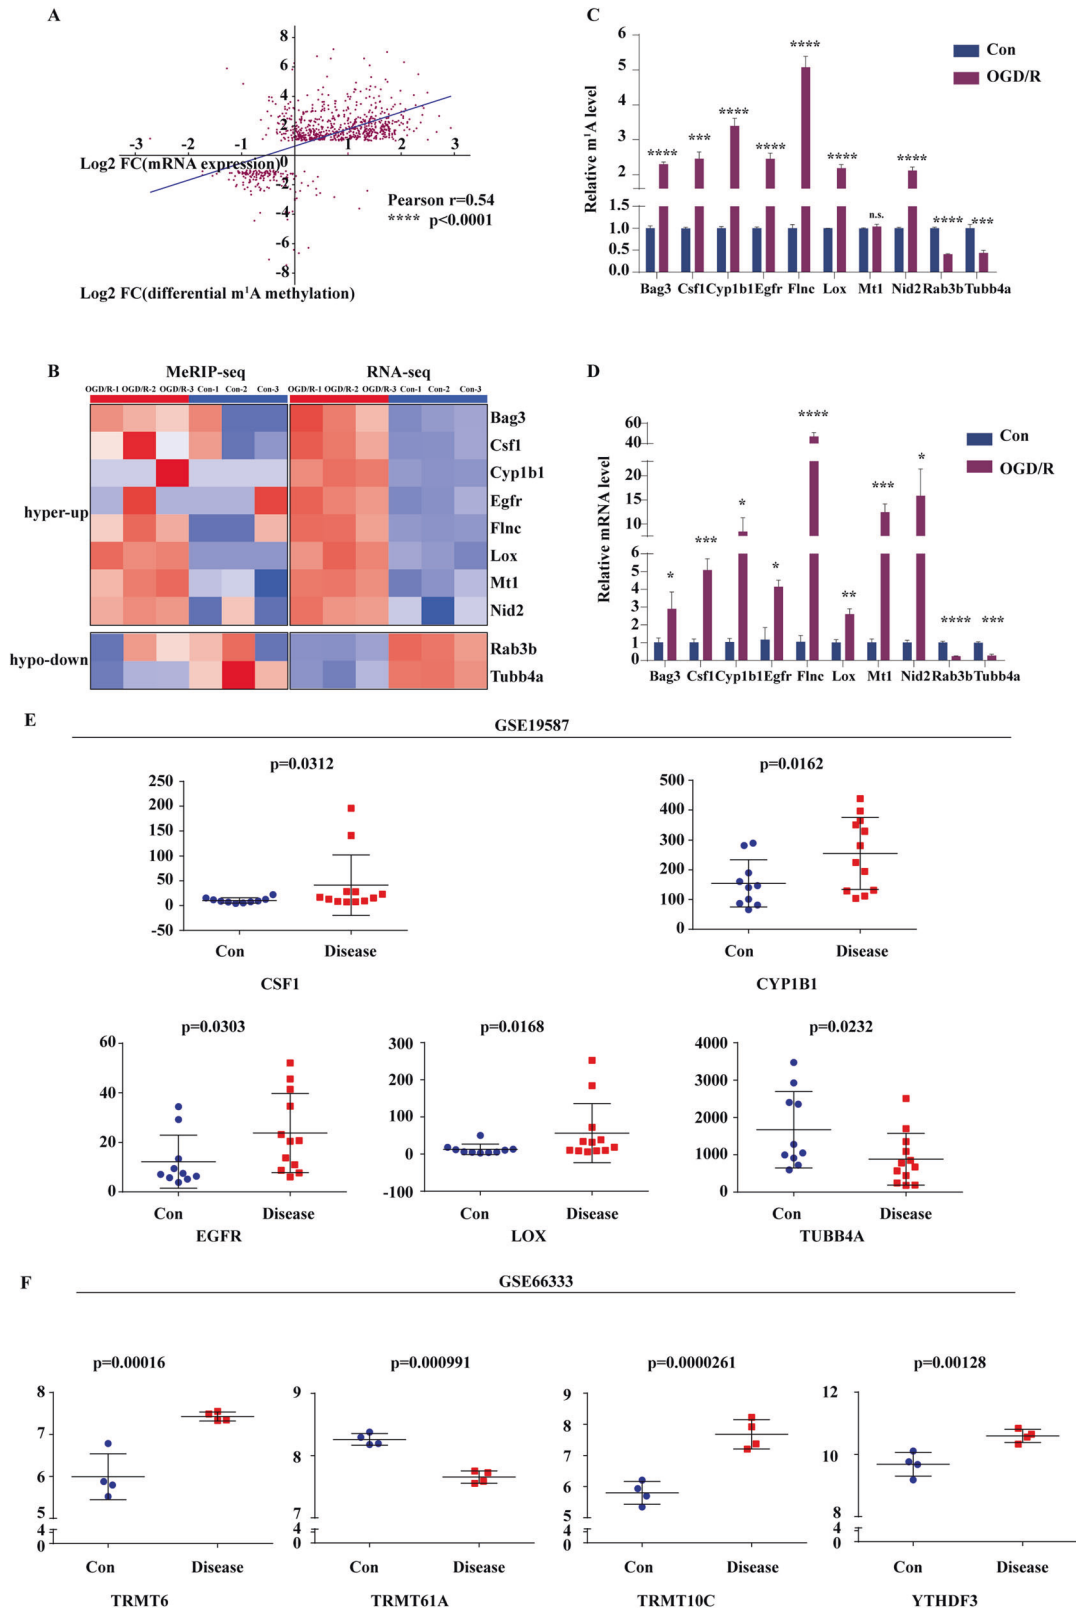 A
8
6
4
2
-3 -2 -1 0 1 2 3
-2
-4
-6
-8
Log2 FC(mRNA expression)
Pearson r=0.54
**** p<0.0001
Log2 FC(differential m¹A methylation)
C
Relative m¹A level
6
5
4
3
2
1.5
1.0
0.5
0.0
Con
OGD/R
**** *** **** **** **** **** n.s. **** **** ***
Bag3 Csf1 Cyp1b1 Egfr Flnc Lox Mt1 Nid2 Rab3b Tubb4a
B
MeRIP-seq RNA-seq
OGD/R-1 OGD/R-2 OGD/R-3 Con-1 Con-2 Con-3 OGD/R-1 OGD/R-2 OGD/R-3 Con-1 Con-2 Con-3
Bag3
Csf1
Cyp1b1
Egfr
hyper-up
Flnc
Lox
Mt1
Nid2
Rab3b
hypo-down
Tubb4a
D
Relative mRNA level
60
40
20
15
10
6
5
4
3
2
1
0
Con
OGD/R
* *** * * **** ** *** * **** ***
Bag3 Csf1 Cyp1b1 Egfr Flnc Lox Mt1 Nid2 Rab3b Tubb4a
E
GSE19587
p=0.0312
250
200
150
100
50
0
-50
Con Disease
CSF1
p=0.0162
500
400
300
200
100
0
Con Disease
CYP1B1
p=0.0303
60
40
20
0
Con Disease
EGFR
p=0.0168
300
200
100
0
-100
Con Disease
LOX
p=0.0232
4000
3000
2000
1000
0
Con Disease
TUBB4A
F
GSE66333
p=0.00016
8
7
6
5
4
0
Con Disease
TRMT6
p=0.000991
9
8
7
4
0
Con Disease
TRMT61A
p=0.0000261
9
8
7
6
5
4
0
Con Disease
TRMT10C
p=0.00128
12
10
8
4
0
Con Disease
YTHDF3